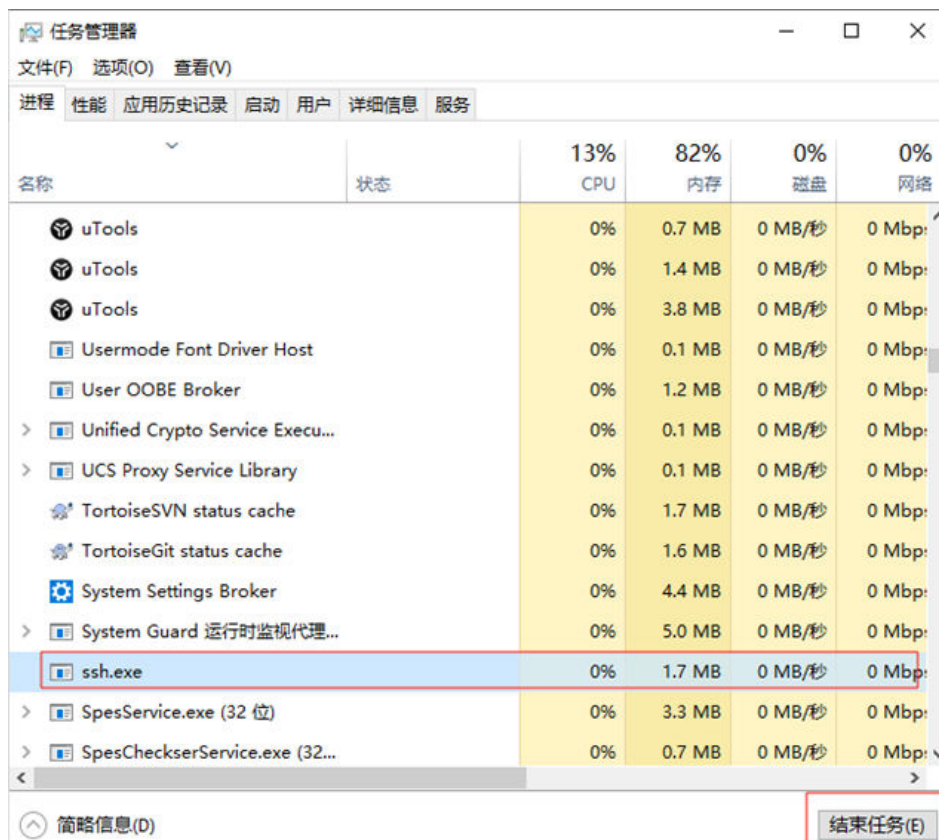 任务管理器
文件(F) 选项(O) 查看(V)
进程 性能 应用历史记录 启动 用户 详细信息 服务
13% 82% 0% 0%
名称 状态 CPU 内存 磁盘 网络
uTools 0% 0.7 MB 0 MB/秒 0 Mbps
uTools 0% 1.4 MB 0 MB/秒 0 Mbps
uTools 0% 3.8 MB 0 MB/秒 0 Mbps
Usermode Font Driver Host 0% 0.1 MB 0 MB/秒 0 Mbps
User OOBE Broker 0% 1.2 MB 0 MB/秒 0 Mbps
Unified Crypto Service Execu... 0% 0.1 MB 0 MB/秒 0 Mbps
UCS Proxy Service Library 0% 0.1 MB 0 MB/秒 0 Mbps
TortoiseSVN status cache 0% 1.7 MB 0 MB/秒 0 Mbps
TortoiseGit status cache 0% 1.6 MB 0 MB/秒 0 Mbps
System Settings Broker 0% 4.4 MB 0 MB/秒 0 Mbps
System Guard 运行时监视代理... 0% 5.0 MB 0 MB/秒 0 Mbps
ssh.exe 0% 1.7 MB 0 MB/秒 0 Mbps
SpesService.exe (32 位) 0% 3.3 MB 0 MB/秒 0 Mbps
SpesCheckserService.exe (32... 0% 0.7 MB 0 MB/秒 0 Mbps
简略信息(D) 结束任务(E)